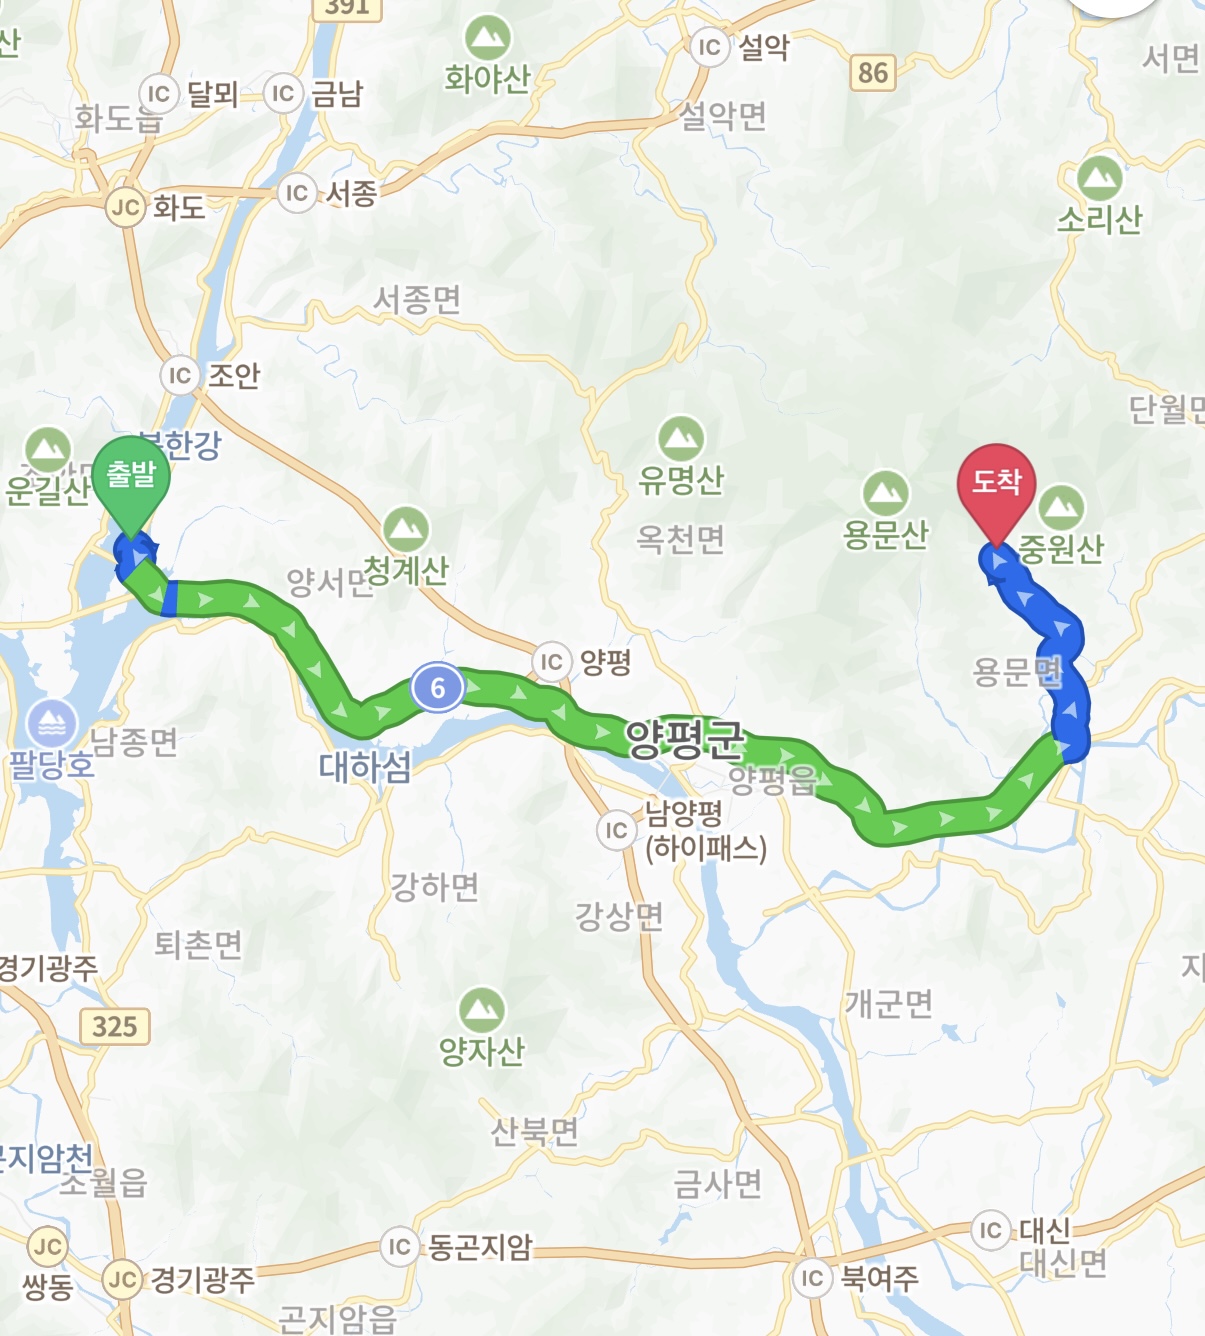 391
산
화야산
IC 설악
86
서면
IC 달뫼
IC 금남
화도읍
설악면
JC 화도
IC 서종
소리산
서종면
IC 조안
단월면
북한강
운길산
출발
유명산
도착
용문산
중원산
청계산
옥천면
양서면
IC 양평
용문면
6
팔당호
남종면
대하섬
양평군
양평읍
IC 남양평
(하이패스)
강하면
강상면
퇴촌면
경기광주
개군면
325
양자산
산북면
곤지암천
초월읍
금사면
JC
쌍동
IC 동곤지암
IC 대신
대신면
JC 경기광주
IC 북여주
곤지암읍